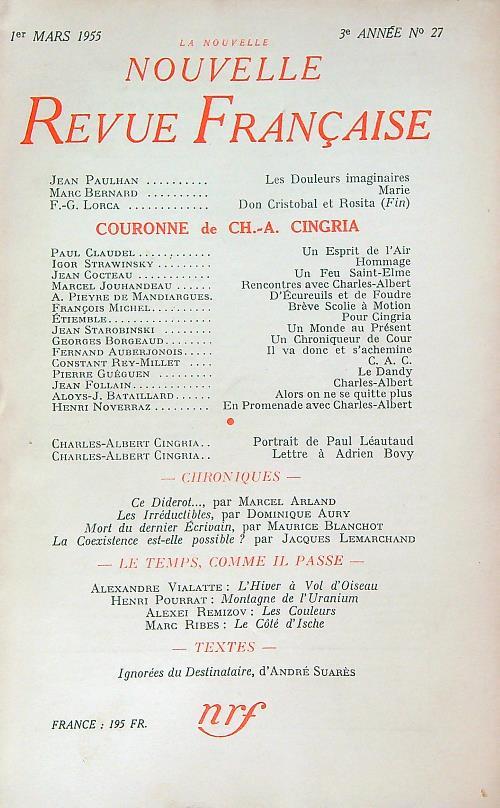 1er MARS 1955
3e ANNÉE No 27
LA NOUVELLE
NOUVELLE
REVUE FRANÇAISE
JEAN PAULHAN .......... Les Douleurs imaginaires
MARC BERNARD .......... Marie
F.-G. LORCA ............. Don Cristobal et Rosita (Fin)
COURONNE de CH.-A. CINGRIA
PAUL CLAUDEL ............ Un Esprit de l'Air
IGOR STRAWINSKY ......... Hommage
JEAN COCTEAU ............ Un Feu Saint-Elme
MARCEL JOUHANDEAU ...... Rencontres avec Charles-Albert
A. PIEYRE DE MANDIARGUES. D'Écureuils et de Foudre
FRANÇOIS MICHEL .......... Brève Scolie à Motion
ÉTIEMBLE ................. Pour Cingria
JEAN STAROBINSKI ........ Un Monde au Présent
GEORGES BORGEAUD ........ Un Chroniqueur de Cour
FERNAND AUBERJONOIS ..... Il va donc et s'achemine
CONSTANT REY-MILLET .... C. A. C.
PIERRE GUÉGUEN ......... Le Dandy
JEAN FOLLAIN ............. Charles-Albert
ALOYS-J. BATAILLARD ...... Alors on ne se quitte plus
HENRI NOVERRAZ ......... En Promenade avec Charles-Albert
CHARLES-ALBERT CINGRIA .. Portrait de Paul Léautaud
CHARLES-ALBERT CINGRIA .. Lettre à Adrien Bovy
— CHRONIQUES —
Ce Diderot..., par MARCEL ARLAND
Les Irréductibles, par DOMINIQUE AURY
Mort du dernier Écrivain, par MAURICE BLANCHOT
La Coexistence est-elle possible ? par JACQUES LEMARCHAND
— LE TEMPS, COMME IL PASSE —
ALEXANDRE VIALATTE : L'Hiver à Vol d'Oiseau
HENRI POURRAT : Montagne de l'Uranium
ALEXEI REMIZOV : Les Couleurs
MARC RIBES : Le Côté d'Ische
— TEXTES —
Ignorées du Destinataire, d'ANDRÉ SUARÈS
nrf
FRANCE : 195 FR.